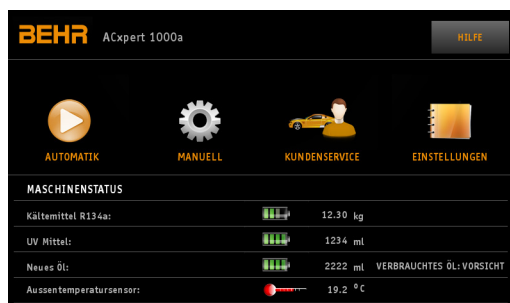 BEHR ACxpert 1000a HILFE
AUTOMATIK MANUELL KUNDENSERVICE EINSTELLUNGEN
MASCHINENSTATUS
Kältemittel R134a: 12.30 kg
UV Mittel: 1234 ml
Neues Öl: 2222 ml VERBRAUCHTES ÖL: VORSICHT
Aussentemperatursensor: 19.2 °C